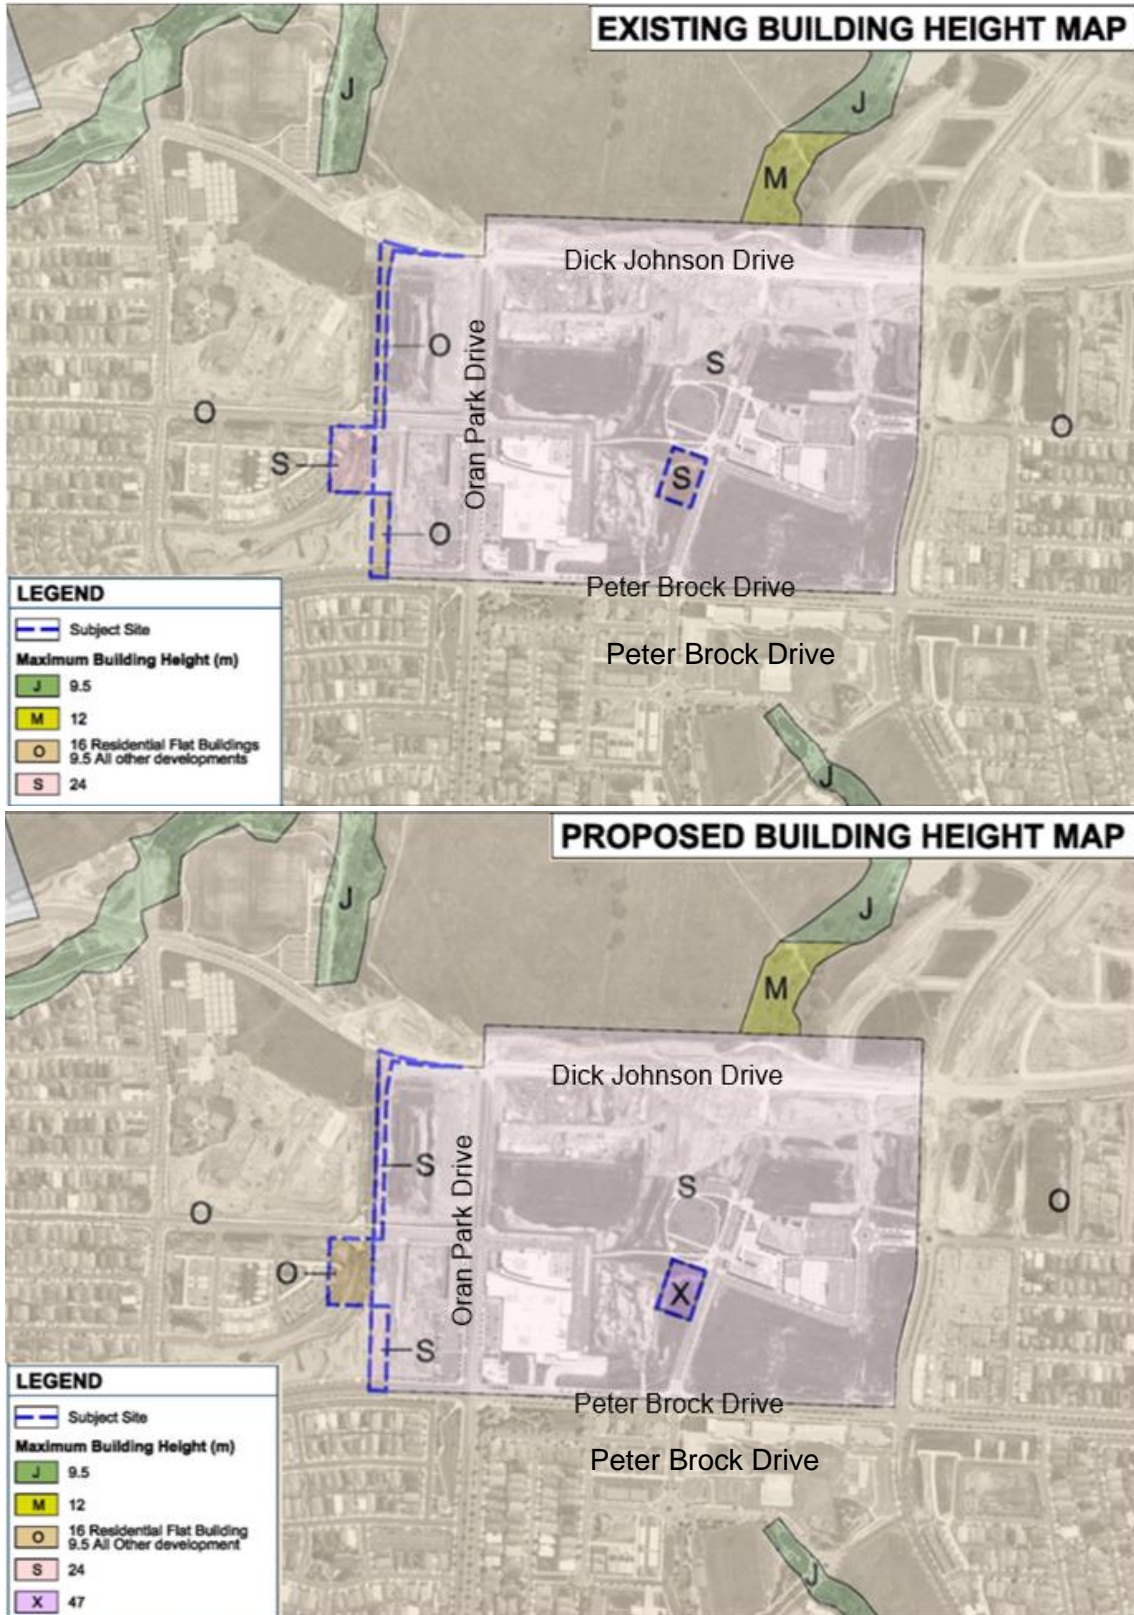 EXISTING BUILDING HEIGHT MAP
J
J
M
Dick Johnson Drive
O
Oran Park Drive
S
O
O
S
S
O
Peter Brock Drive
Peter Brock Drive
J
LEGEND
Subject Site
Maximum Building Height (m)
J 9.5
M 12
O 16 Residential Flat Buildings
9.5 All other developments
S 24
PROPOSED BUILDING HEIGHT MAP
J
J
M
Dick Johnson Drive
S
Oran Park Drive
S
O
O
O
X
S
Peter Brock Drive
Peter Brock Drive
J
LEGEND
Subject Site
Maximum Building Height (m)
J 9.5
M 12
O 16 Residential Flat Building
9.5 All Other development
S 24
X 47